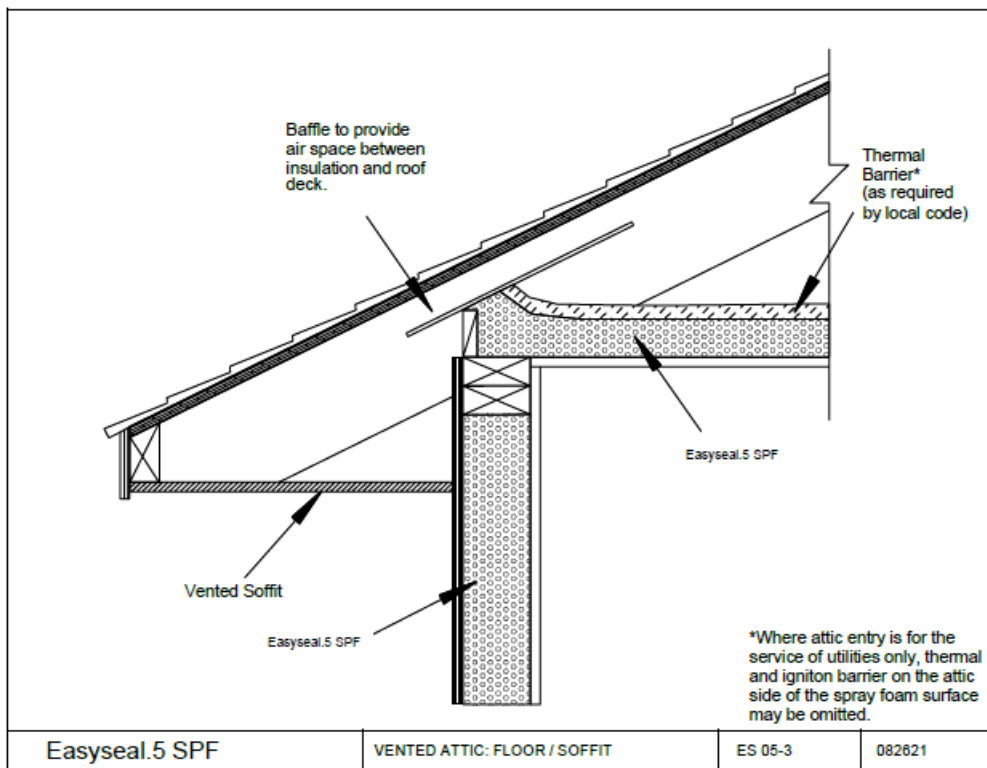 Baffle to provide
air space between
insulation and roof
deck.
Thermal
Barrier*
(as required
by local code)
Easyseal.5 SPF
Vented Soffit
Easyseal.5 SPF
*Where attic entry is for the
service of utilities only, thermal
and igniton barrier on the attic
side of the spray foam surface
may be omitted.
Easyseal.5 SPF
VENTED ATTIC: FLOOR / SOFFIT
ES 05-3
082621